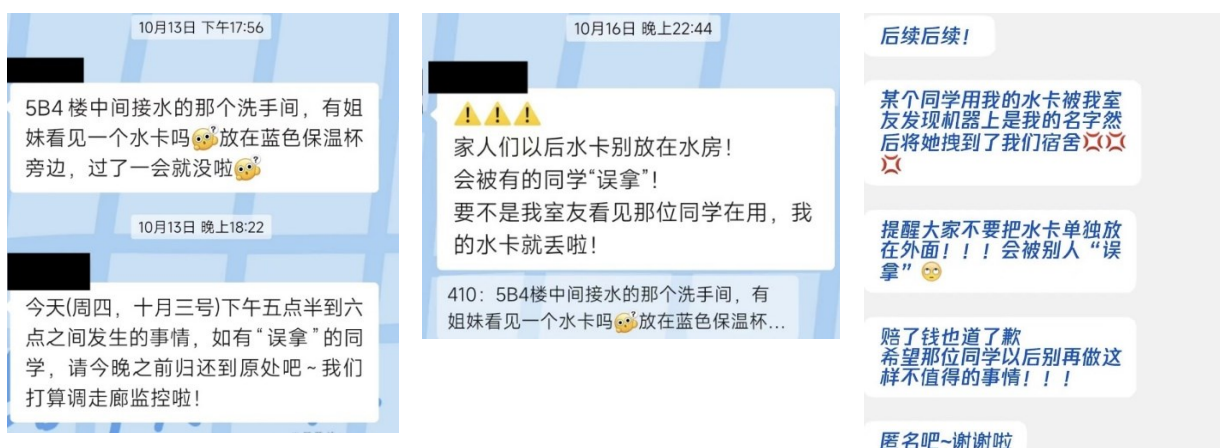 10月13日 下午17:56
5B4 楼中间接水的那个洗手间，有姐
妹看见一个水卡吗放在蓝色保温杯
旁边，过了一会就没啦
10月13日 晚上18:22
今天(周四，十月三号)下午五点半到六
点之间发生的事情，如有“误拿”的同
学，请今晚之前归还到原处吧~我们
打算调走廊监控啦！
10月16日 晚上22:44
家人们以后水卡别放在水房！
会被有的同学“误拿”！
要不是我室友看见那位同学在用，我
的水卡就丢啦！
410：5B4楼中间接水的那个洗手间，有
姐妹看见一个水卡吗放在蓝色保温杯...
后续后续！
某个同学用我的水卡被我室
友发现机器上是我的名字然
后将她拽到了我们宿舍
提醒大家不要把水卡单独放
在外面！！！会被别人“误
拿”
赔了钱也道了歉
希望那位同学以后别再做这
样不值得的事情！！！
匿名吧~谢谢啦